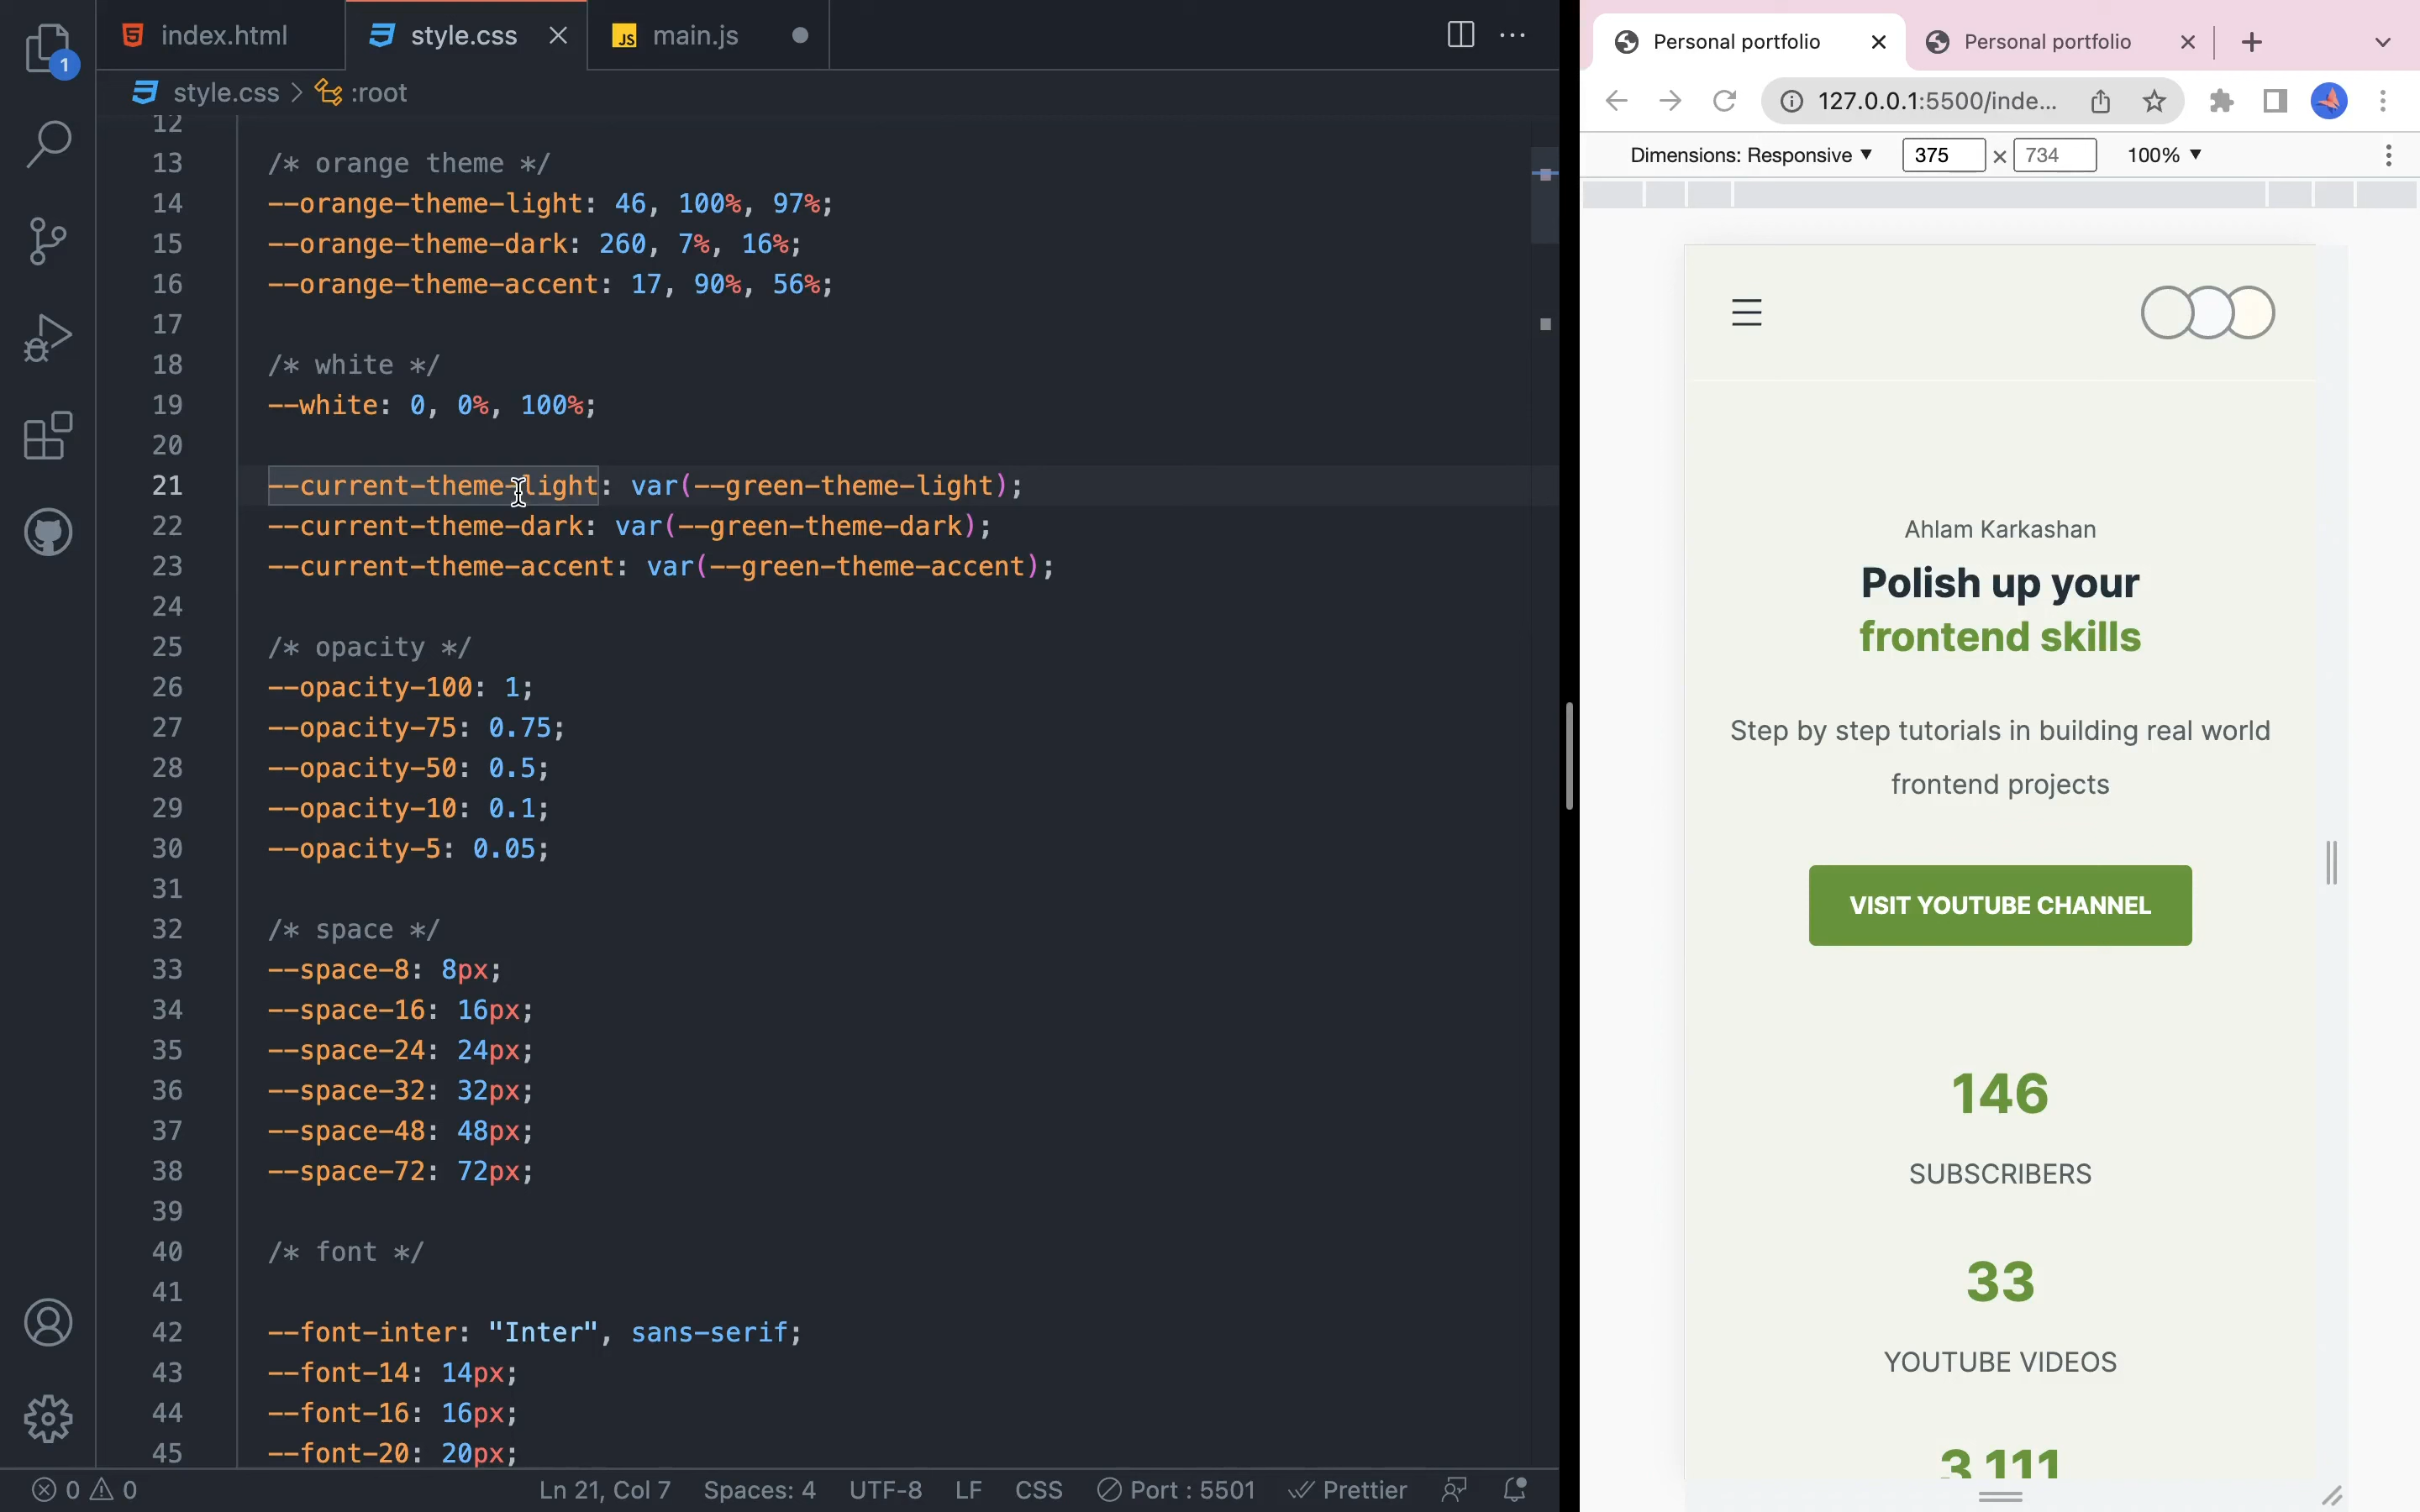 1
index.html
style.css
JS main.js
style.css > :root
12
13 /* orange theme */
14 --orange-theme-light: 46, 100%, 97%;
15 --orange-theme-dark: 260, 7%, 16%;
16 --orange-theme-accent: 17, 90%, 56%;
17
18 /* white */
19 --white: 0, 0%, 100%;
20
21 --current-theme-light: var(--green-theme-light);
22 --current-theme-dark: var(--green-theme-dark);
23 --current-theme-accent: var(--green-theme-accent);
24
25 /* opacity */
26 --opacity-100: 1;
27 --opacity-75: 0.75;
28 --opacity-50: 0.5;
29 --opacity-10: 0.1;
30 --opacity-5: 0.05;
31
32 /* space */
33 --space-8: 8px;
34 --space-16: 16px;
35 --space-24: 24px;
36 --space-32: 32px;
37 --space-48: 48px;
38 --space-72: 72px;
39
40 /* font */
41
42 --font-inter: "Inter", sans-serif;
43 --font-14: 14px;
44 --font-16: 16px;
45 --font-20: 20px;
0 0 Ln 21, Col 7 Spaces: 4 UTF-8 LF CSS Port : 5501 Prettier
Personal portfolio
Personal portfolio
127.0.0.1:5500/inde...
Dimensions: Responsive 375 × 734 100%
Ahlam Karkashan
Polish up your
frontend skills
Step by step tutorials in building real world
frontend projects
VISIT YOUTUBE CHANNEL
146
SUBSCRIBERS
33
YOUTUBE VIDEOS
3,111